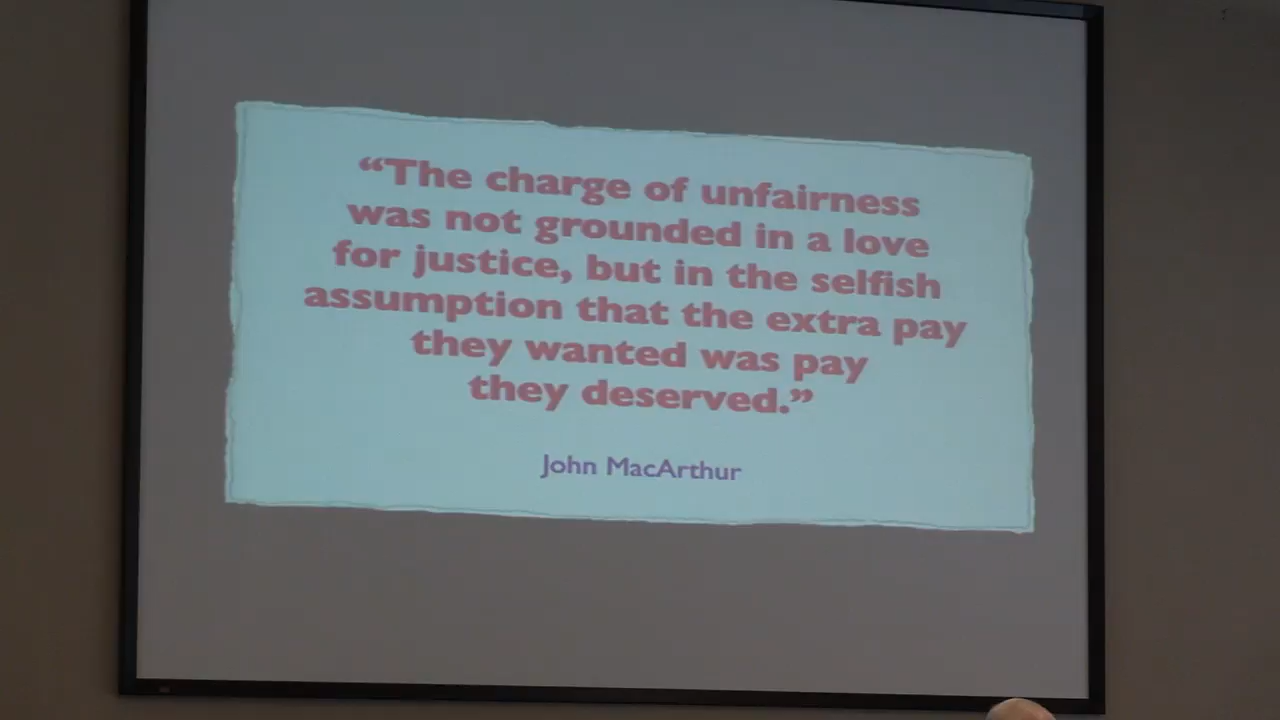 “The charge of unfairness
was not grounded in a love
for justice, but in the selfish
assumption that the extra pay
they wanted was pay
they deserved.”
John MacArthur